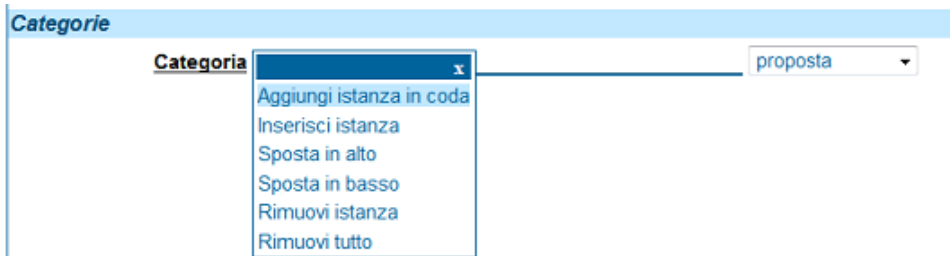 Categorie
Categoria x proposta
Aggiungi istanza in coda
Inserisci istanza
Sposta in alto
Sposta in basso
Rimuovi istanza
Rimuovi tutto